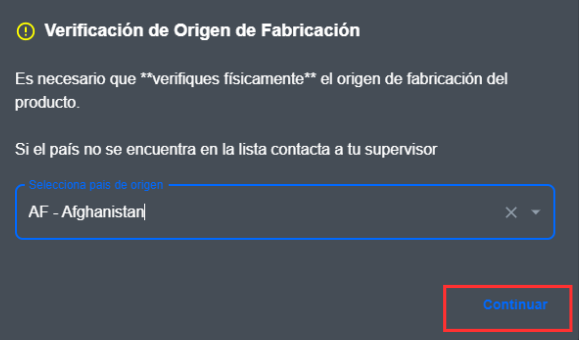 Verificación de Origen de Fabricación
Es necesario que **verifiques físicamente** el origen de fabricación del
producto.
Si el país no se encuentra en la lista contacta a tu supervisor
Selecciona país de origen
AF - Afghanistan
Continuar